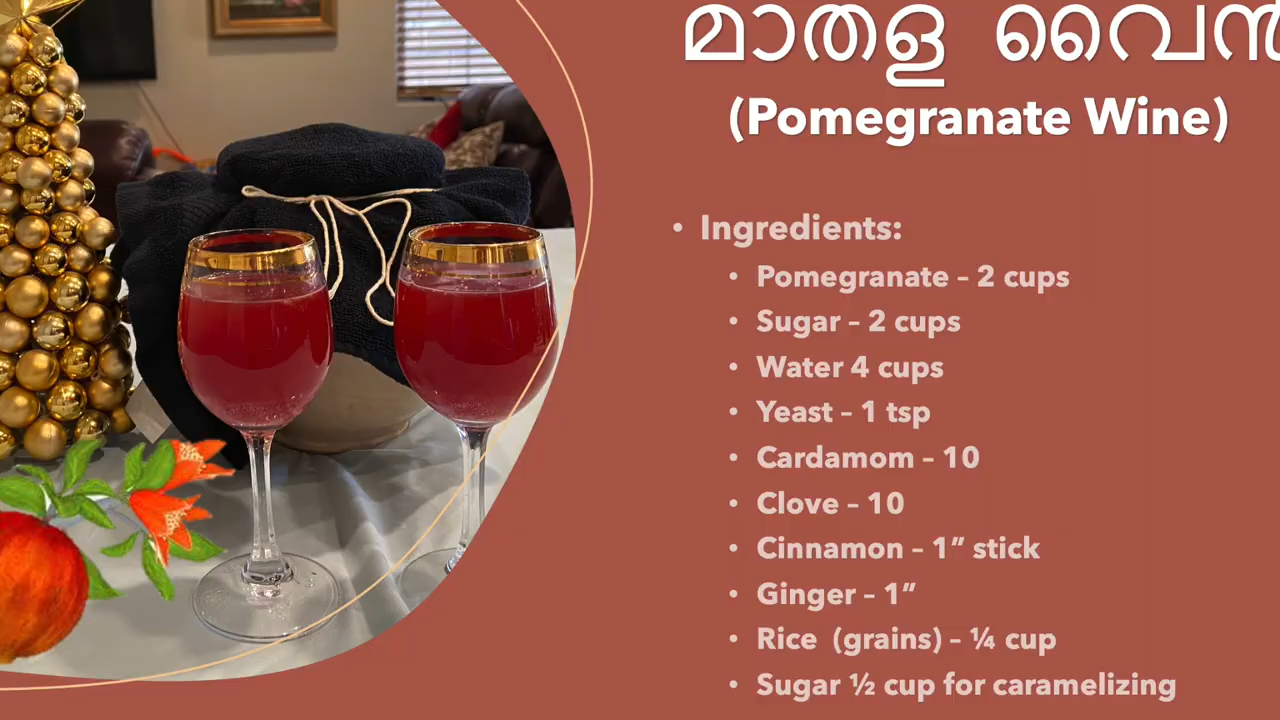 മാതള വൈൻ
(Pomegranate Wine)
• Ingredients:
• Pomegranate – 2 cups
• Sugar – 2 cups
• Water 4 cups
• Yeast – 1 tsp
• Cardamom – 10
• Clove – 10
• Cinnamon – 1” stick
• Ginger – 1”
• Rice (grains) – ¼ cup
• Sugar ½ cup for caramelizing